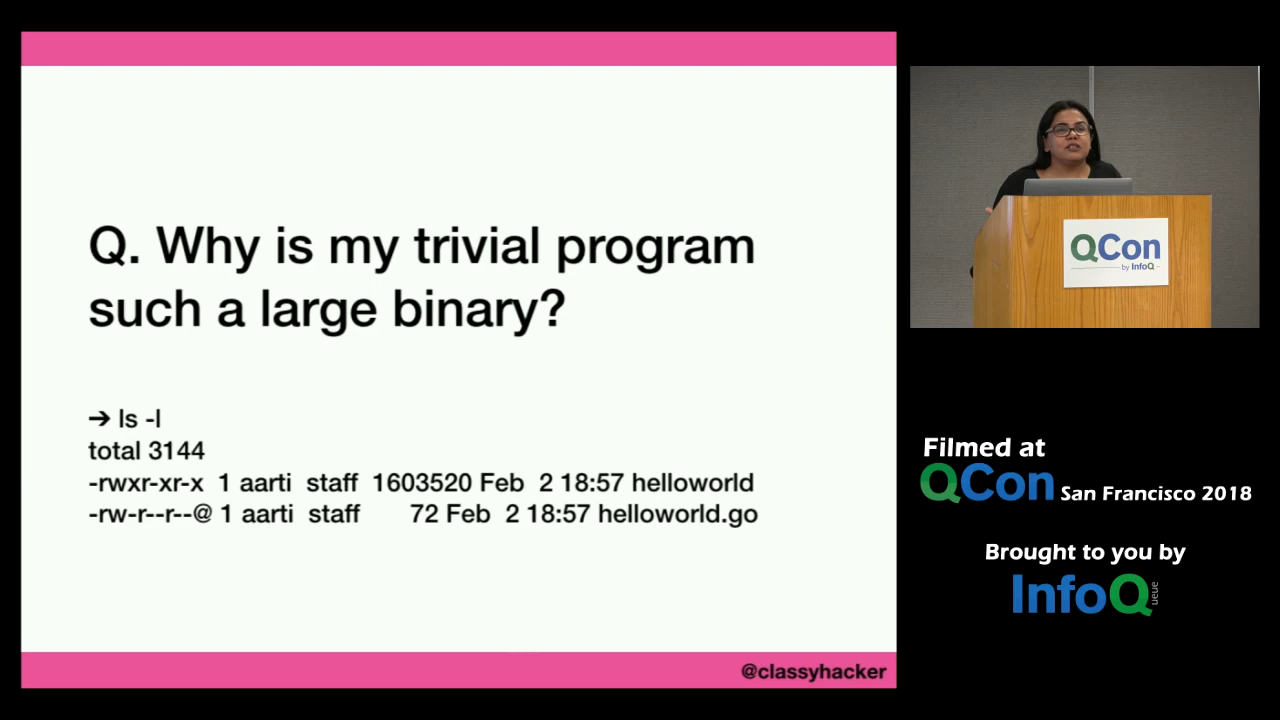 Q. Why is my trivial program
such a large binary?
➔ ls -l
total 3144
-rwxr-xr-x 1 aarti staff 1603520 Feb 2 18:57 helloworld
-rw-r--r--@ 1 aarti staff 72 Feb 2 18:57 helloworld.go
@classyhacker
QCon
by InfoQ
Filmed at
QCon San Francisco 2018
Brought to you by
InfoQueue